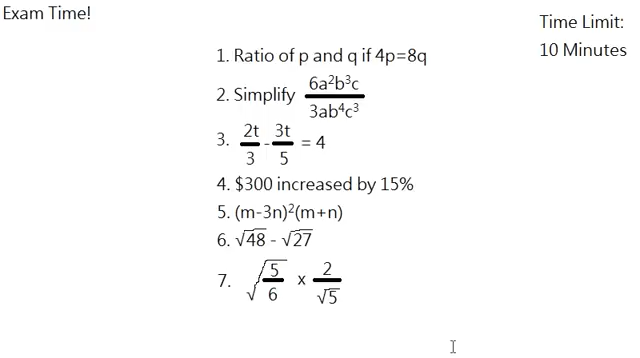 Exam Time!
Time Limit:
10 Minutes
1. Ratio of p and q if 4p=8q
2. Simplify 6a²b³c / 3ab⁴c³
3. 2t/3 - 3t/5 = 4
4. $300 increased by 15%
5. (m-3n)²(m+n)
6. √48 - √27
7. √(5/6) x 2/√5